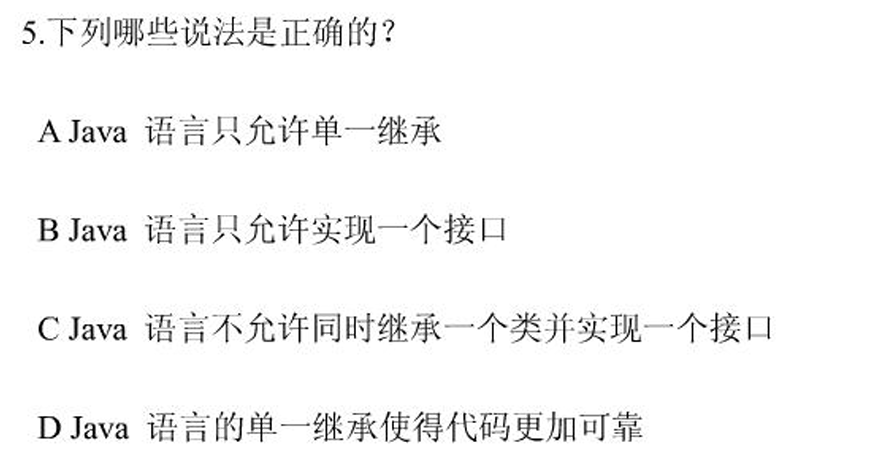 5.下列哪些说法是正确的？
A Java 语言只允许单一继承
B Java 语言只允许实现一个接口
C Java 语言不允许同时继承一个类并实现一个接口
D Java 语言的单一继承使得代码更加可靠